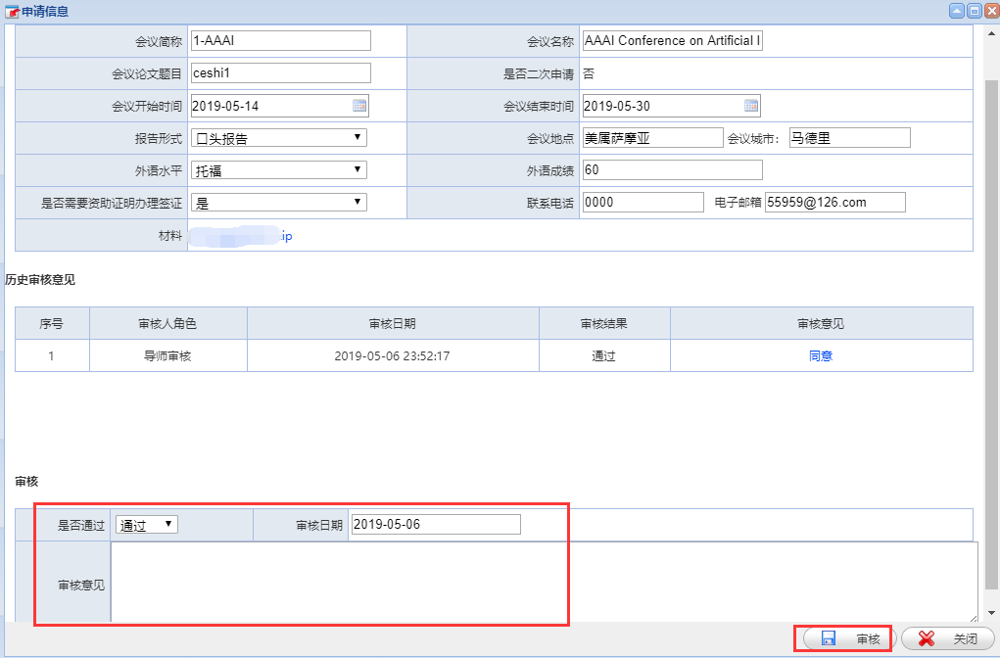 申请信息
会议简称 1-AAAI 会议名称 AAAI Conference on Artificial I
会议论文题目 ceshi1 是否二次申请 否
会议开始时间 2019-05-14 会议结束时间 2019-05-30
报告形式 口头报告 会议地点 美属萨摩亚 会议城市: 马德里
外语水平 托福 外语成绩 60
是否需要资助证明办理签证 是 联系电话 0000 电子邮箱 55959@126.com
材料 ip
历史审核意见
序号 审核人角色 审核日期 审核结果 审核意见
1 导师审核 2019-05-06 23:52:17 通过 同意
审核
是否通过 通过 审核日期 2019-05-06
审核意见
审核 关闭